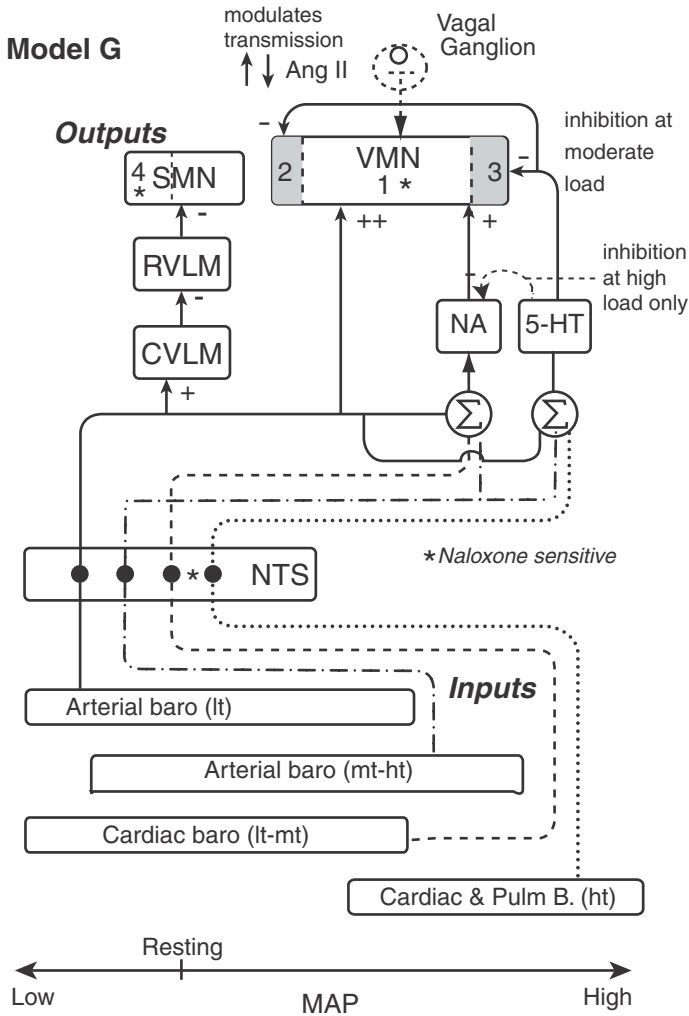 Model G
modulates
transmission
Ang II
Vagal
Ganglion
Outputs
-
2
VMN
1 *
3
-
inhibition at
moderate
load
4
*
SMN
-
++
+
RVLM
-
inhibition
at high
load only
-
NA
5-HT
CVLM
+
Σ
Σ
*Naloxone sensitive
*
NTS
Inputs
Arterial baro (lt)
Arterial baro (mt-ht)
Cardiac baro (lt-mt)
Cardiac & Pulm B. (ht)
Resting
Low
MAP
High